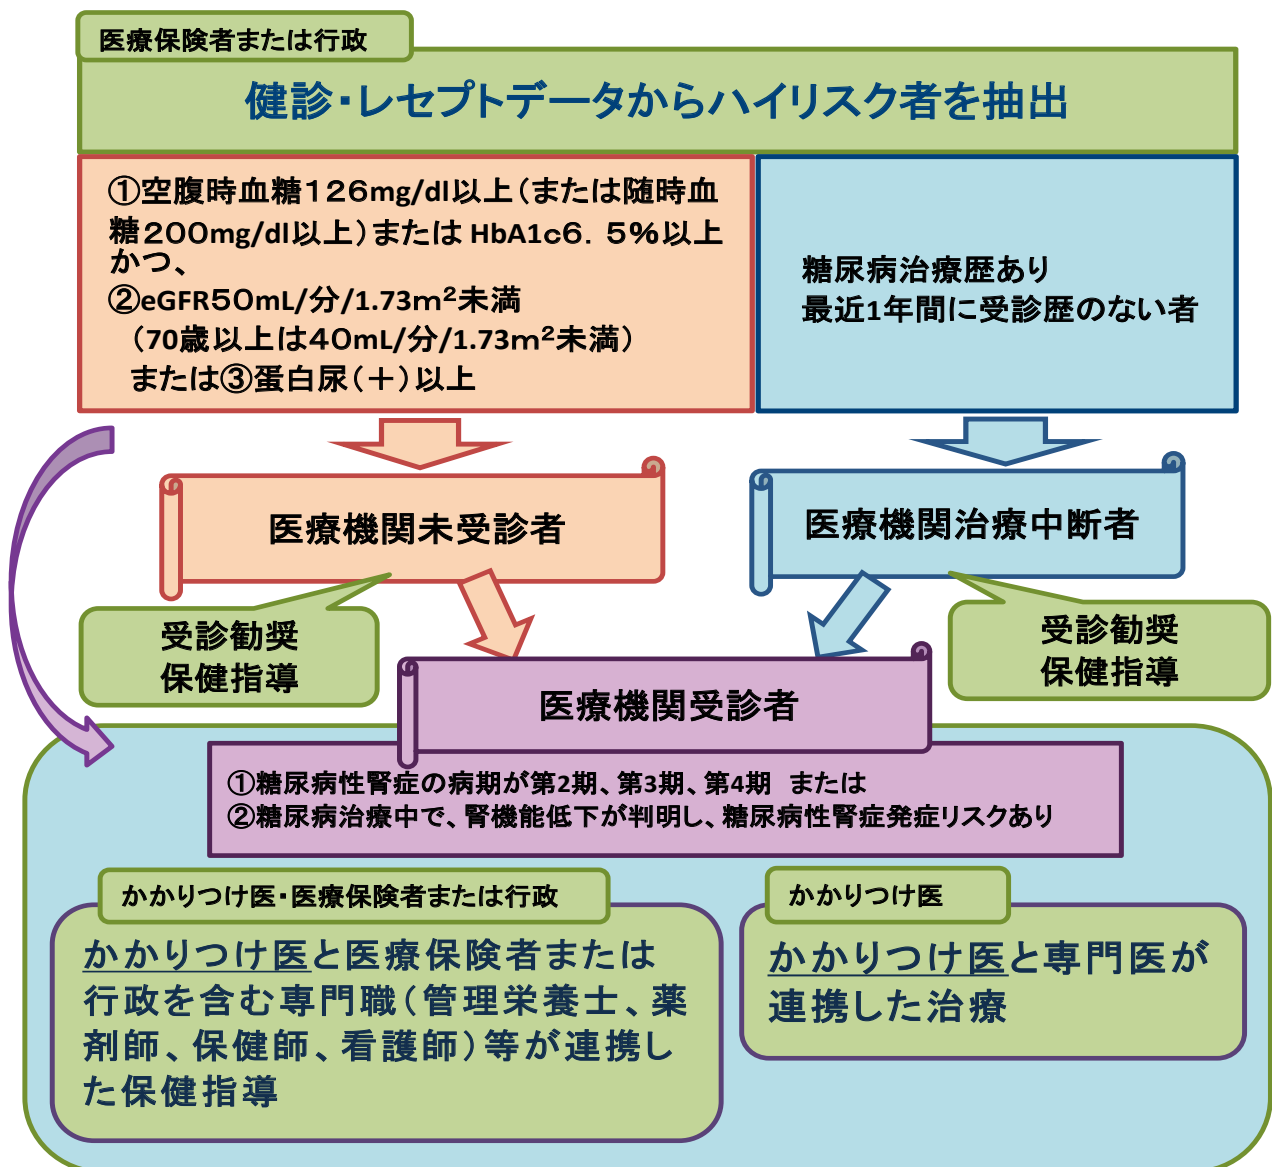 医療保険者または行政
健診・レセプトデータからハイリスク者を抽出
①空腹時血糖１２６mg/dl以上（または随時血
糖２００mg/dl以上）または HbA1c６．５％以上
かつ、
②eGFR５０mL/分/1.73m²未満
（70歳以上は４０mL/分/1.73m²未満）
または③蛋白尿（＋）以上
糖尿病治療歴あり
最近1年間に受診歴のない者
医療機関未受診者
医療機関治療中断者
受診勧奨
保健指導
受診勧奨
保健指導
医療機関受診者
①糖尿病性腎症の病期が第2期、第3期、第4期　または
②糖尿病治療中で、腎機能低下が判明し、糖尿病性腎症発症リスクあり
かかりつけ医・医療保険者または行政
かかりつけ医と医療保険者または
行政を含む専門職（管理栄養士、薬
剤師、保健師、看護師）等が連携し
た保健指導
かかりつけ医
かかりつけ医と専門医が
連携した治療